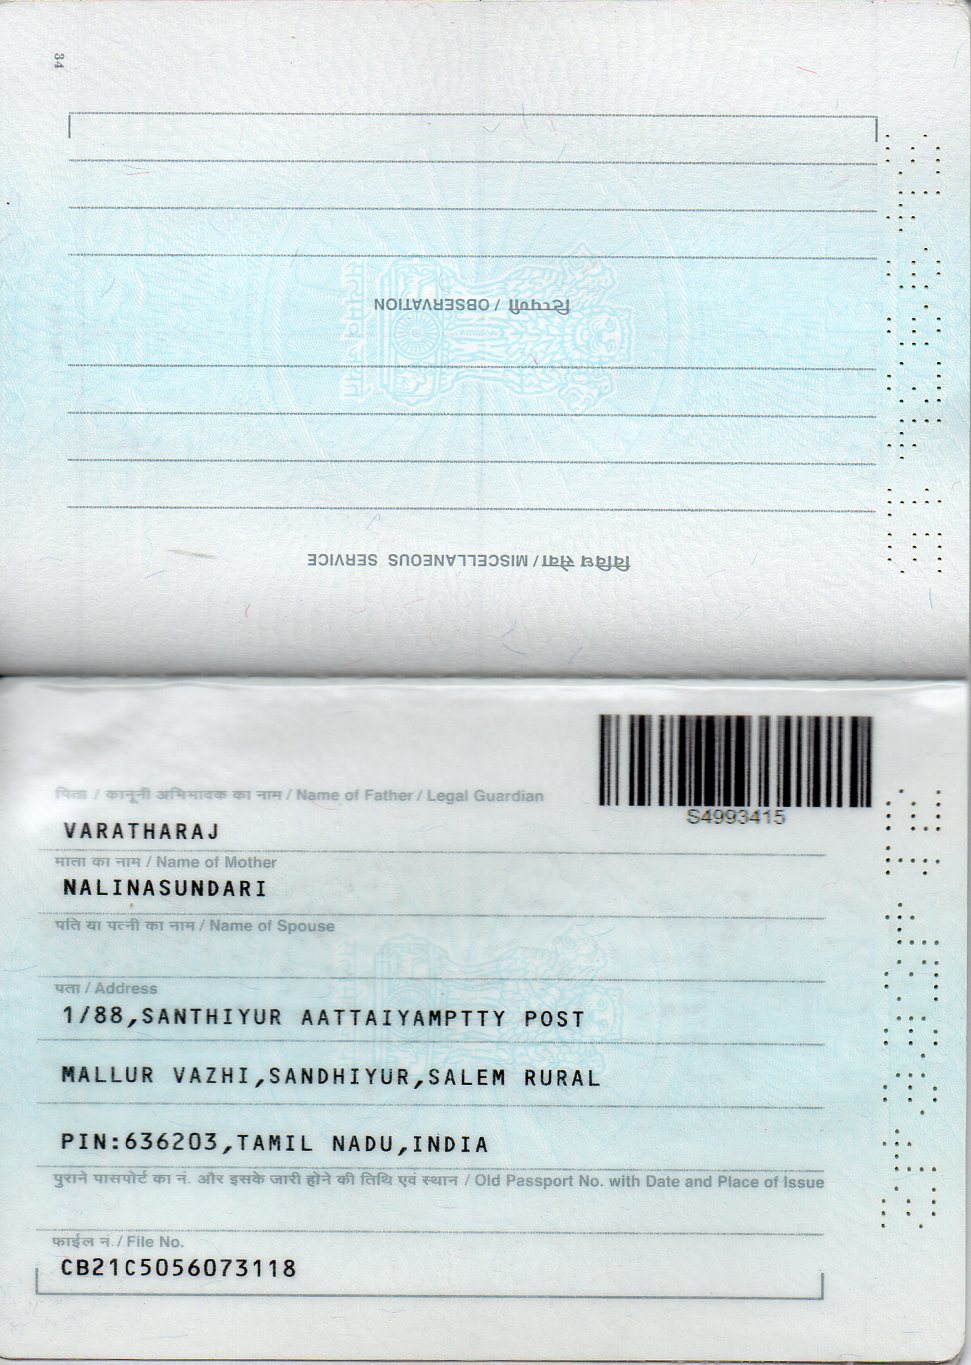 34
टिप्पणी / OBSERVATION
विविध सेवा / MISCELLANEOUS SERVICE
S4993415
पिता / कानूनी अभिभावक का नाम / Name of Father / Legal Guardian
VARATHARAJ
माता का नाम / Name of Mother
NALINASUNDARI
पति या पत्नी का नाम / Name of Spouse
पता / Address
1/88,SANTHIYUR AATTAIYAMPTTY POST
MALLUR VAZHI,SANDHIYUR,SALEM RURAL
PIN:636203,TAMIL NADU,INDIA
पुराने पासपोर्ट का नं. और इसके जारी होने की तिथि एवं स्थान / Old Passport No. with Date and Place of Issue
फाईल नं. / File No.
CB21C5056073118